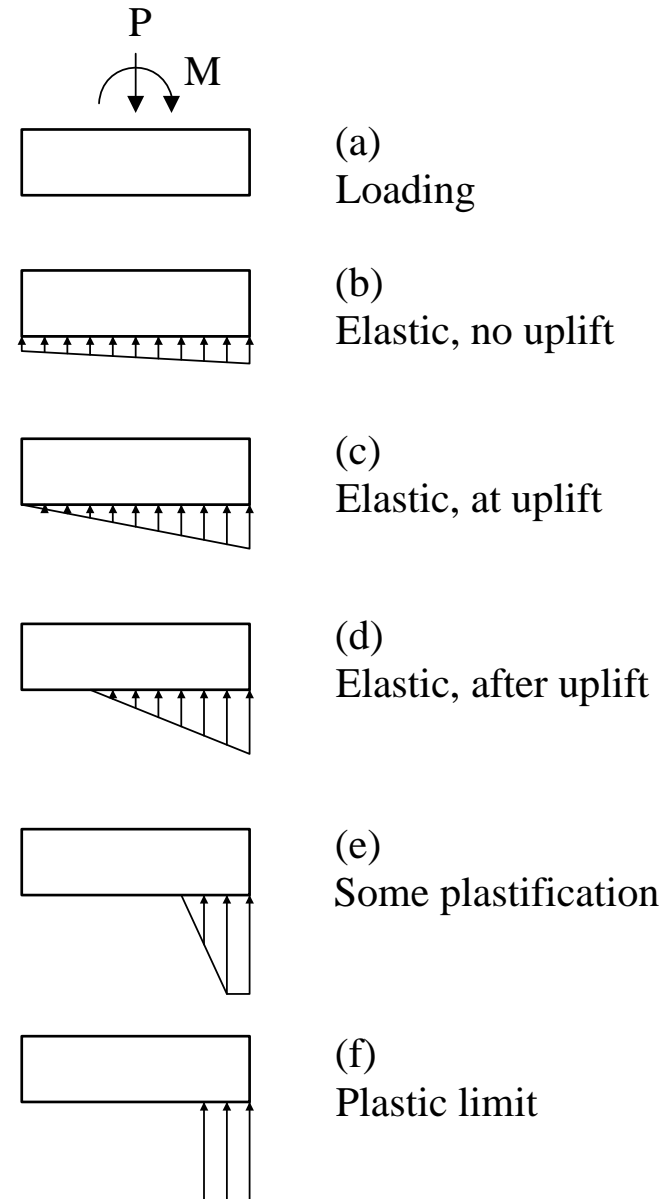 P
M
(a)
Loading
(b)
Elastic, no uplift
(c)
Elastic, at uplift
(d)
Elastic, after uplift
(e)
Some plastification
(f)
Plastic limit